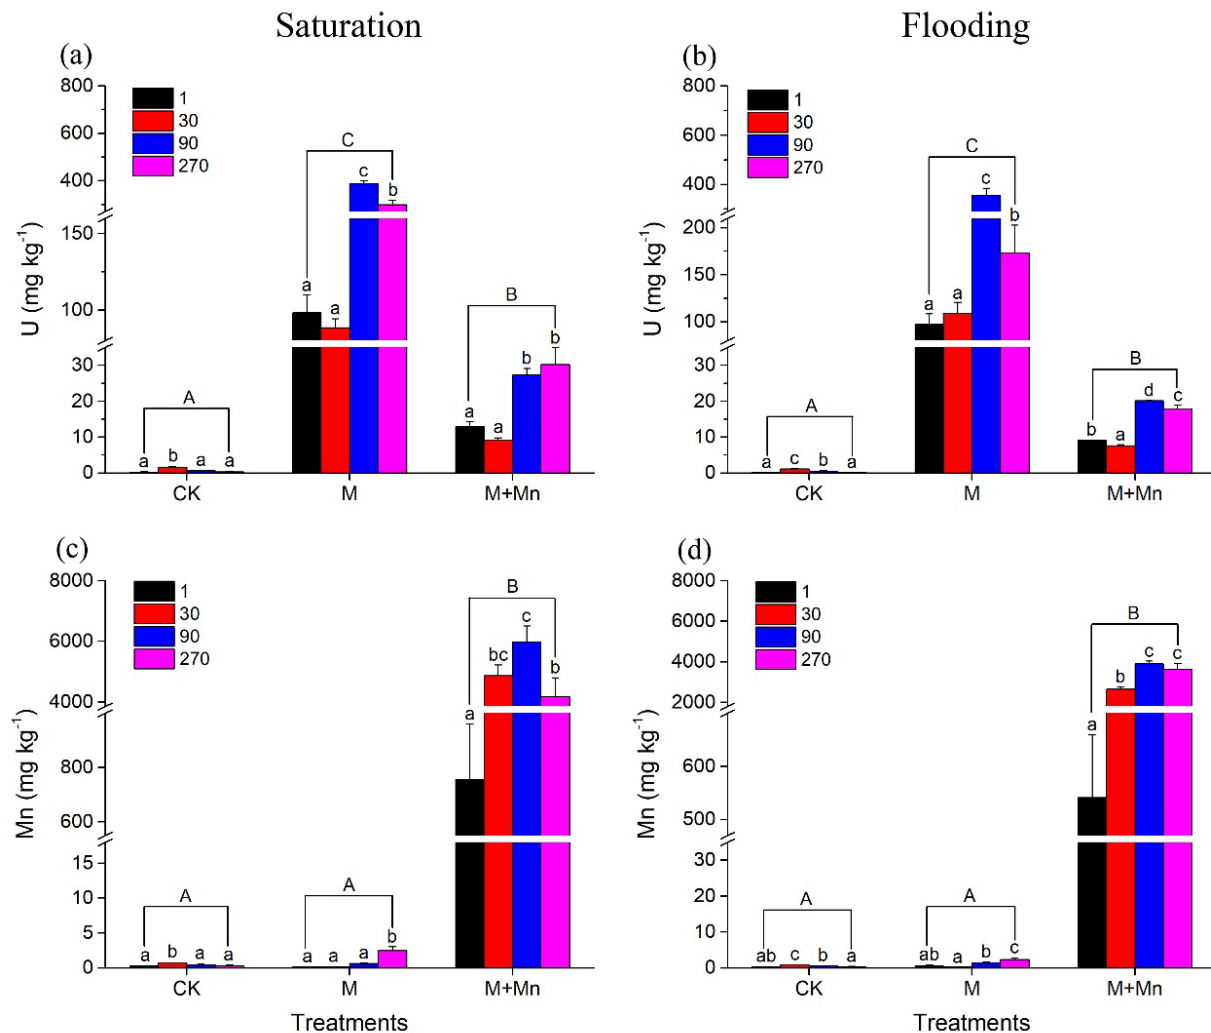 Saturation
Flooding
(a)
800
600
400
150
100
30
20
10
0
U (mg kg-1)
1
30
90
270
A
a b a a
C
a a c b
B
a a b b
CK M M+Mn
(b)
800
600
400
200
150
100
30
20
10
0
U (mg kg-1)
1
30
90
270
A
a c b a
C
a a c b
B
b a d c
CK M M+Mn
(c)
8000
6000
4000
800
600
15
10
5
0
Mn (mg kg-1)
1
30
90
270
A
a b a a
A
a a a b
B
a bc c b
CK M M+Mn
Treatments
(d)
8000
6000
4000
2000
600
500
30
20
10
0
Mn (mg kg-1)
1
30
90
270
A
ab c b a
A
ab a b c
B
a b c c
CK M M+Mn
Treatments